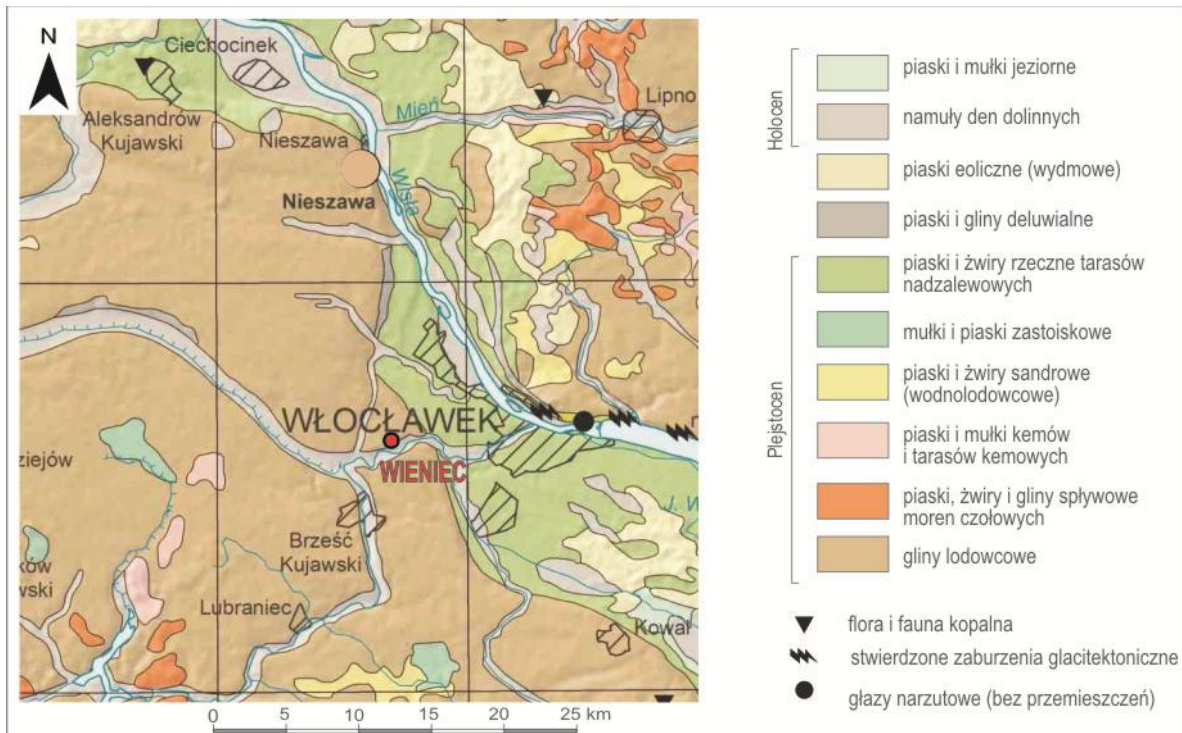 N
Ciechocinek
Aleksandrów
Kujawski
Nieszawa
Nieszawa
Mień
Lipno
Wisła
WŁOCŁAWEK
WIENIEC
ziejów
J. W
Brześć
Kujawski
ków
wski
Lubraniec
Kowal
0 5 10 15 20 25 km
Holocen
piaski i mułki jeziorne
namuły den dolinnych
piaski eoliczne (wydmowe)
piaski i gliny deluwialne
Plejstocen
piaski i żwiry rzeczne tarasów
nadzalewowych
mułki i piaski zastoiskowe
piaski i żwiry sandrowe
(wodnolodowcowe)
piaski i mułki kemów
i tarasów kemowych
piaski, żwiry i gliny spływowe
moren czołowych
gliny lodowcowe
flora i fauna kopalna
stwierdzone zaburzenia glacitektoniczne
głazy narzutowe (bez przemieszczeń)